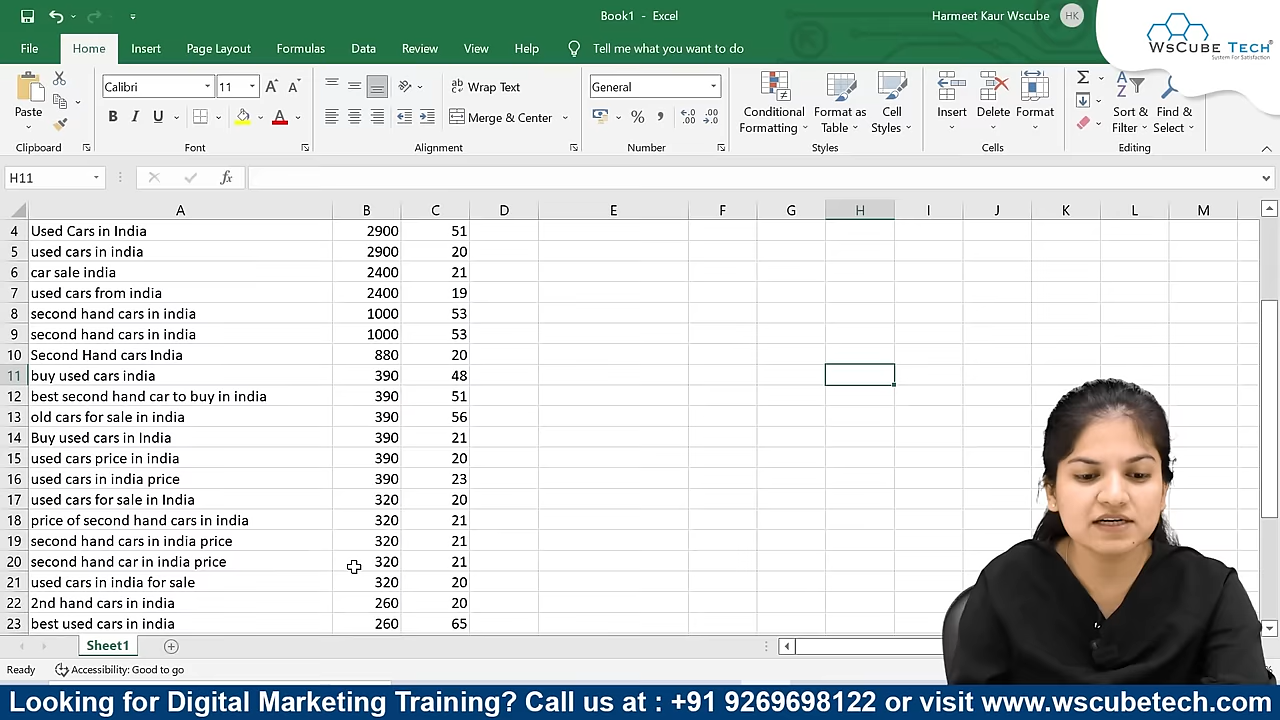 Book1 - Excel
Harmeet Kaur Wscube
HK
WsCube Tech
System For Satisfaction
File Home Insert Page Layout Formulas Data Review View Help Tell me what you want to do
Calibri 11
Wrap Text
General
Paste
B I U A
Merge & Center
% ,
Conditional Formatting
Format as Table
Cell Styles
Insert
Delete
Format
Sort & Filter
Find & Select
Clipboard Font Alignment Number Styles Cells Editing
H11
fx
A B C D E F G H I J K L M
4 Used Cars in India 2900 51
5 used cars in india 2900 20
6 car sale india 2400 21
7 used cars from india 2400 19
8 second hand cars in india 1000 53
9 second hand cars in india 1000 53
10 Second Hand cars India 880 20
11 buy used cars india 390 48
12 best second hand car to buy in india 390 51
13 old cars for sale in india 390 56
14 Buy used cars in India 390 21
15 used cars price in india 390 20
16 used cars in india price 390 23
17 used cars for sale in India 320 20
18 price of second hand cars in india 320 21
19 second hand cars in india price 320 21
20 second hand car in india price 320 21
21 used cars in india for sale 320 20
22 2nd hand cars in india 260 20
23 best used cars in india 260 65
Sheet1
Ready Accessibility: Good to go
Looking for Digital Marketing Training? Call us at : +91 9269698122 or visit www.wscubetech.com